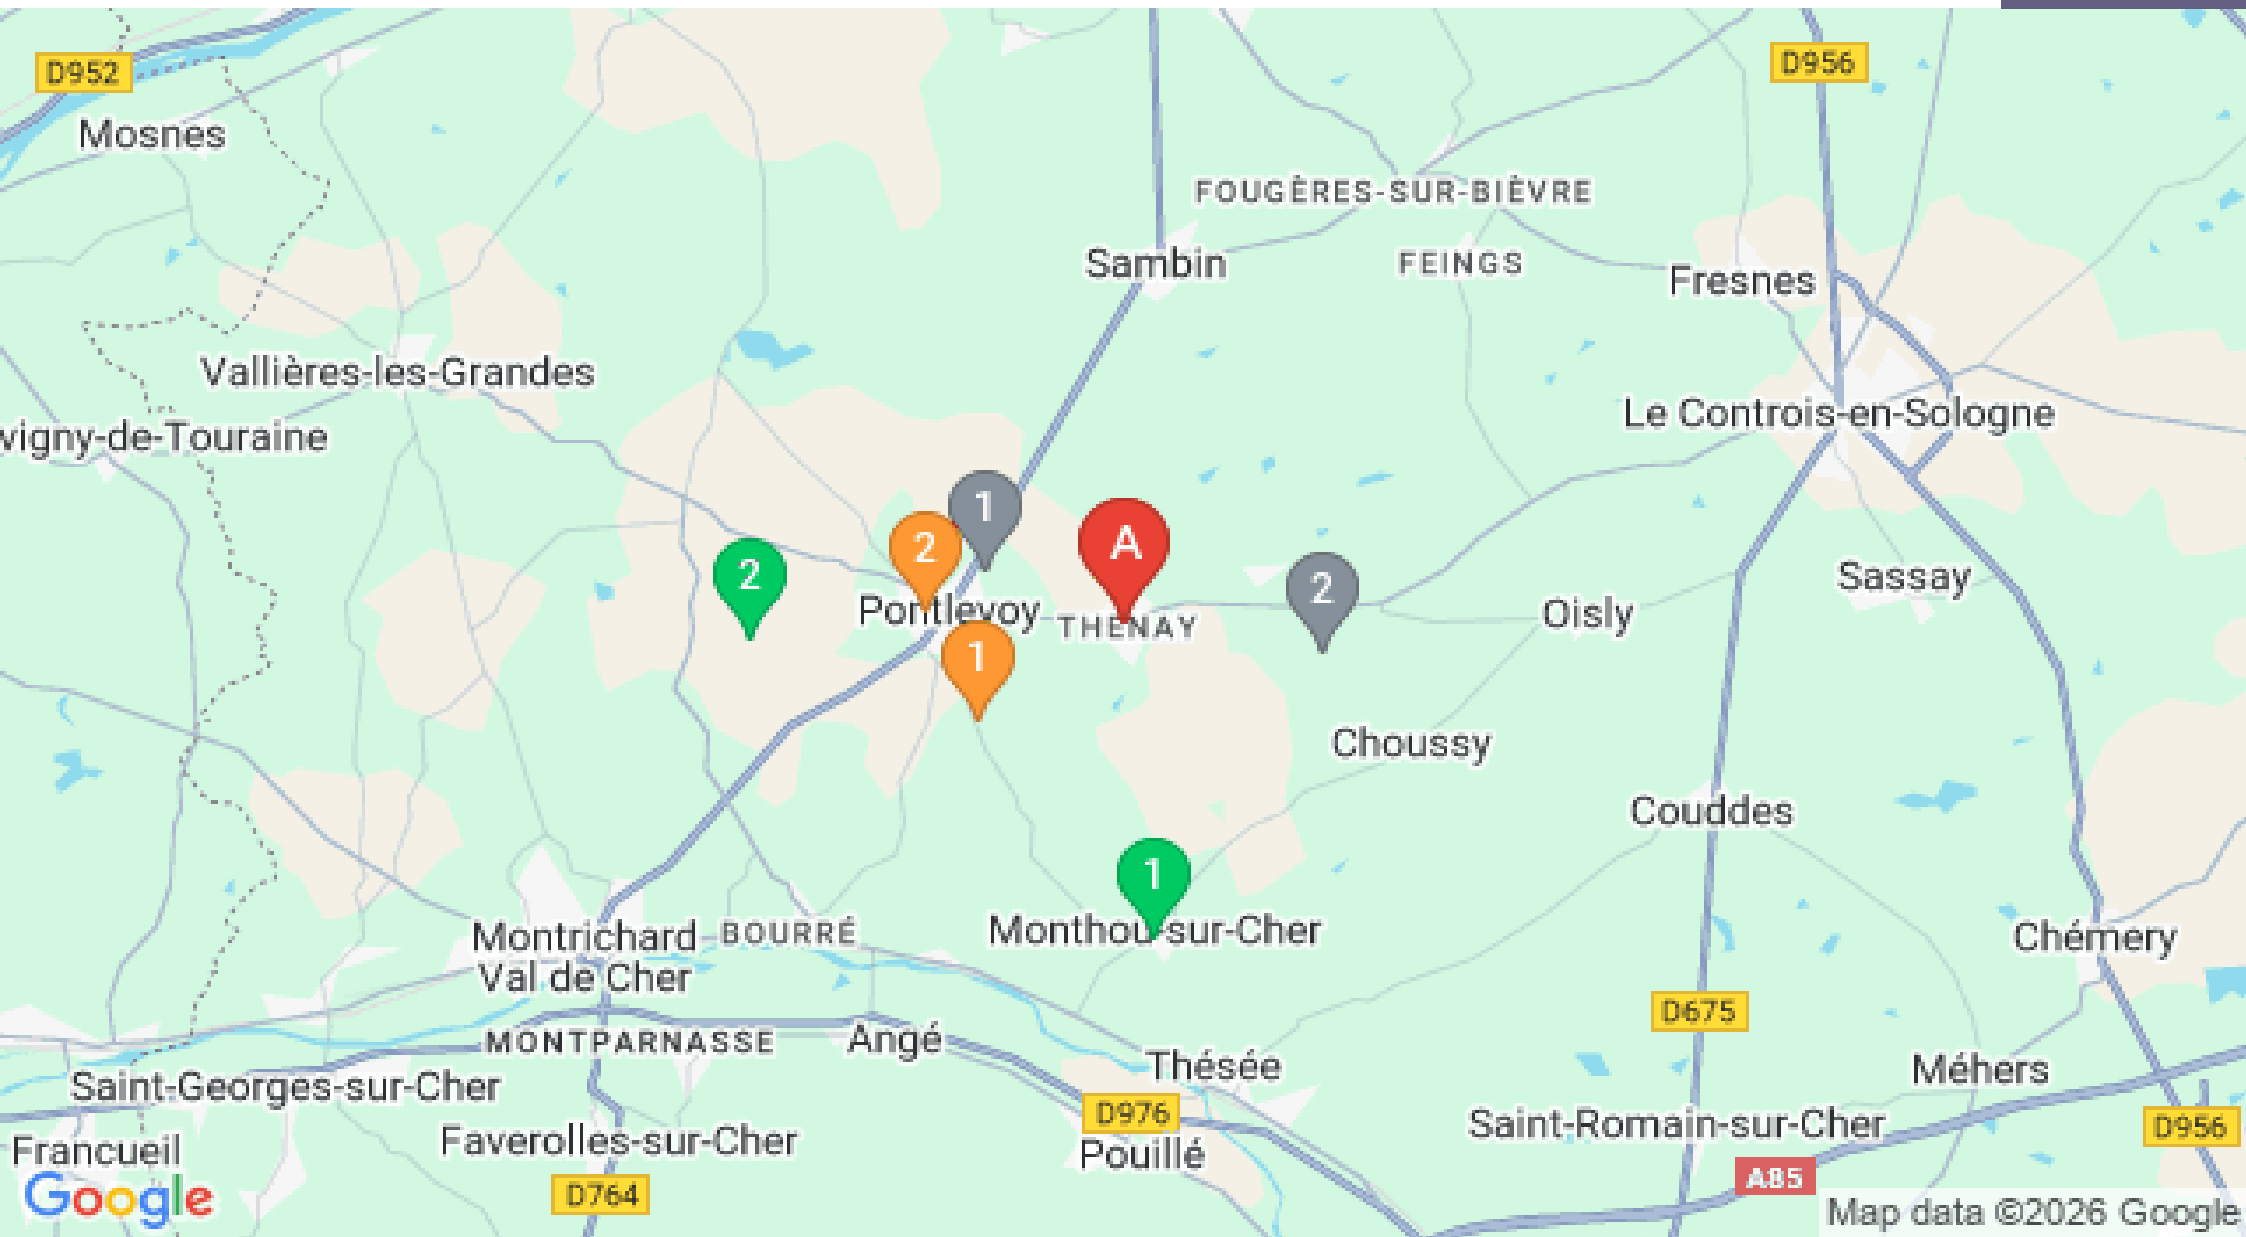 D952
D956
Mosnes
FOUGÈRES-SUR-BIÈVRE
Sambin
FEINGS
Fresnes
Vallières-les-Grandes
Le Controis-en-Sologne
vigny-de-Touraine
1
A
2
2
2
Sassay
Pontlevoy
THENAY
Oisly
1
Choussy
Couddes
1
Montrichard
Val de Cher
BOURRÉ
Monthou-sur-Cher
Chémery
D675
MONTPARNASSE
Angé
Thésée
Méhers
Saint-Georges-sur-Cher
D976
Saint-Romain-sur-Cher
D956
Francueil
Faverolles-sur-Cher
Pouillé
A85
Google
D764
Map data ©2026 Google